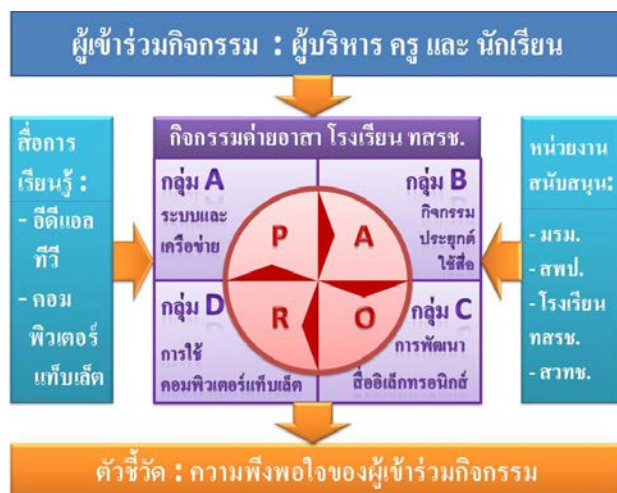 ผู้เข้าร่วมกิจกรรม : ผู้บริหาร ครู และ นักเรียน
สื่อการ
เรียนรู้ :
- อีดีแอล
ทีวี
- คอม
พิวเตอร์
แท็บเล็ต
กิจกรรมค่ายอาสา โรงเรียน ทสรช.
กลุ่ม A
ระบบและ
เครือข่าย
กลุ่ม B
กิจกรรม
ประยุกต์
ใช้สื่อ
P
A
R
O
กลุ่ม D
การใช้
คอมพิวเตอร์แท็บเล็ต
กลุ่ม C
การพัฒนา
สื่ออิเล็กทรอนิกส์
หน่วยงาน
สนับสนุน:
- มรม.
- สพป.
- โรงเรียน
ทสรช.
- สวทช.
ตัวชี้วัด : ความพึงพอใจของผู้เข้าร่วมกิจกรรม